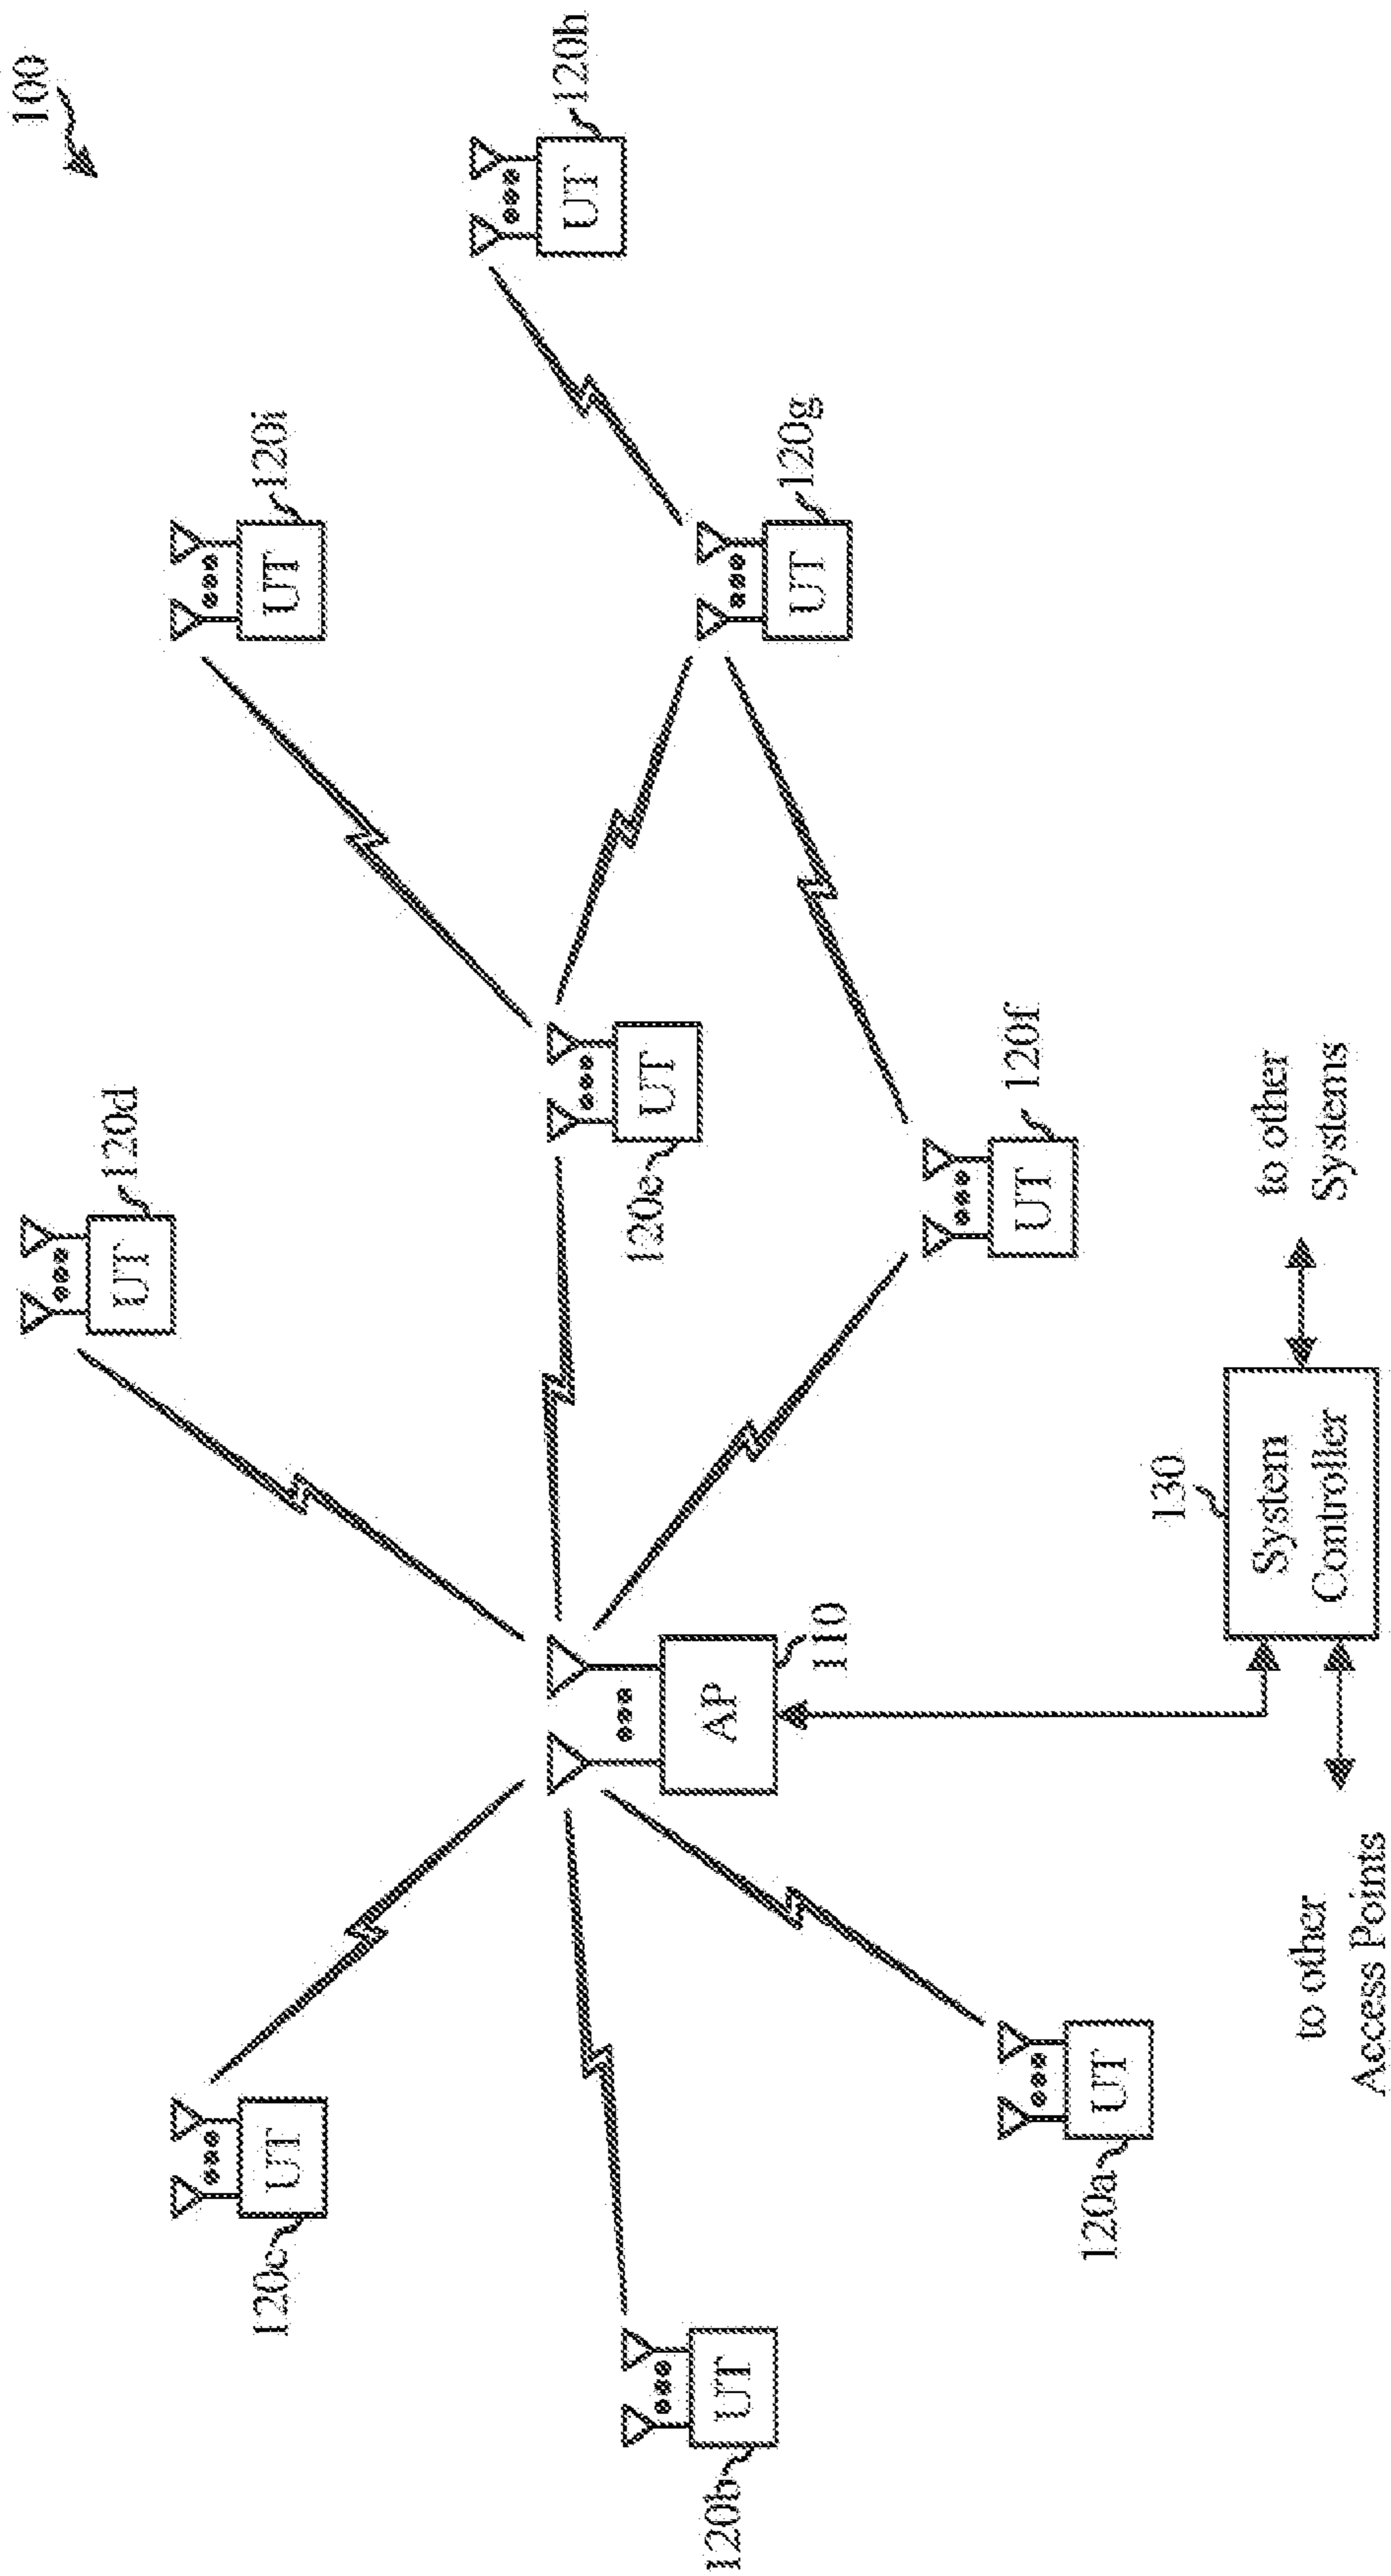 100
UT
120d
UT
120c
UT
120i
UT
120h
UT
120e
UT
120b
AP
110
UT
120g
UT
120f
UT
120a
130
System
Controller
to other
Systems
to other
Access Points